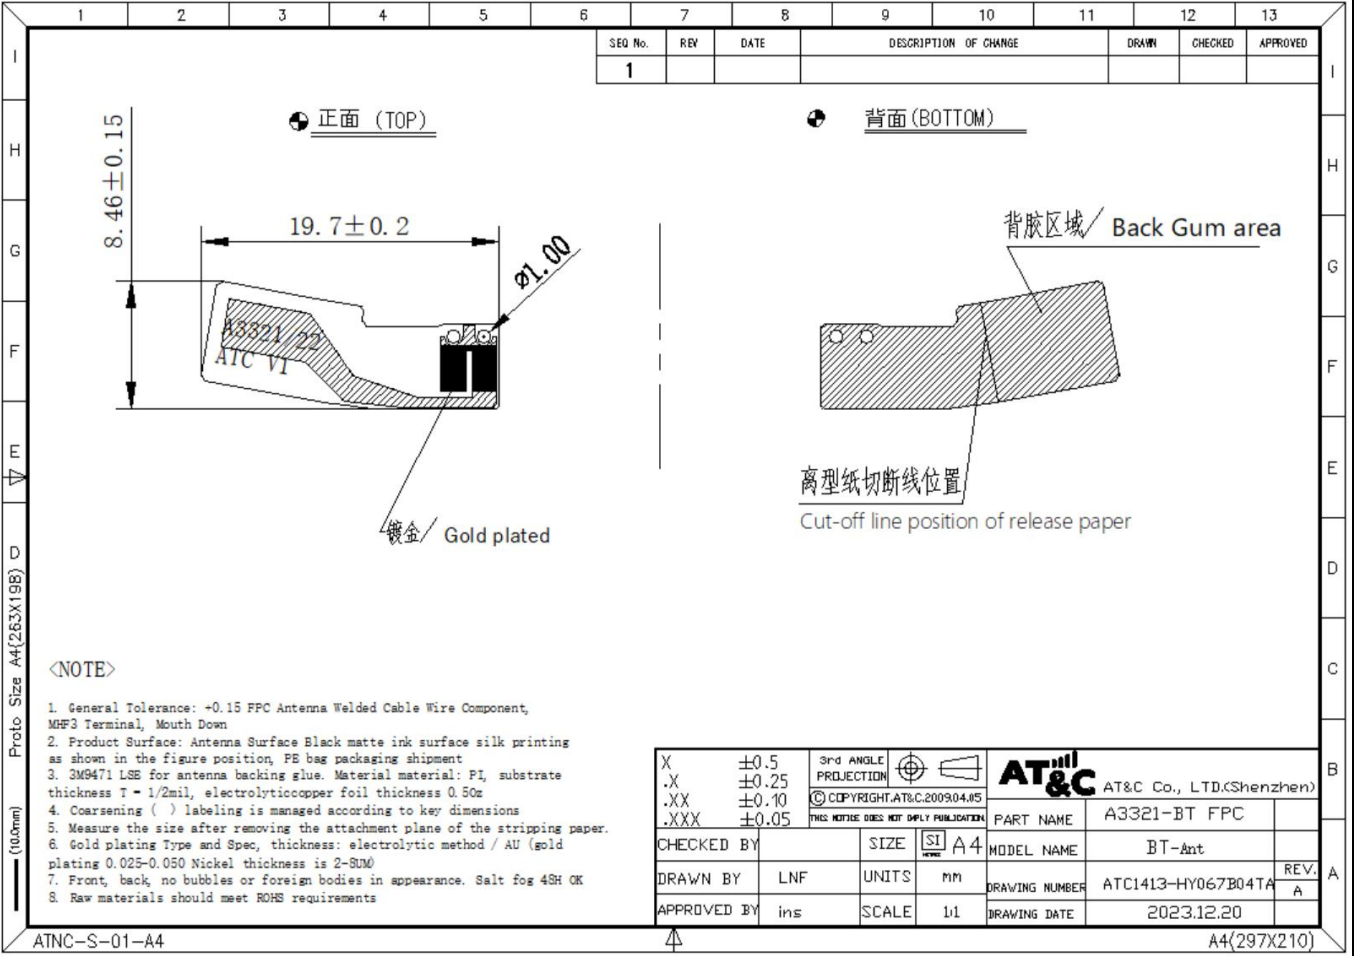 1 2 3 4 5 6 7 8 9 10 11 12 13
SEQ No. REV DATE DESCRIPTION OF CHANGE DRAWN CHECKED APPROVED
1
I
H
G
F
E
D
Proto Size A4(263X198)
(10.0mm)
I
H
G
F
E
D
C
B
A
正面 (TOP)
背面(BOTTOM)
8.46±0.15
19.7±0.2
ø1.00
A3321/22
ATC V1
镀金/ Gold plated
背胶区域/ Back Gum area
离型纸切断线位置
Cut-off line position of release paper
<NOTE>
1. General Tolerance: +0.15 FPC Antenna Welded Cable Wire Component,
MHF3 Terminal, Mouth Down
2. Product Surface: Antenna Surface Black matte ink surface silk printing
as shown in the figure position, PE bag packaging shipment
3. 3M9471 LSE for antenna backing glue. Material material: PI, substrate
thickness T = 1/2mil, electrolyticcopper foil thickness 0.50z
4. Coarsening ( ) labeling is managed according to key dimensions
5. Measure the size after removing the attachment plane of the stripping paper.
6. Gold plating Type and Spec, thickness: electrolytic method / AU (gold
plating 0.025-0.050 Nickel thickness is 2-8UM)
7. Front, back, no bubbles or foreign bodies in appearance. Salt fog 48H OK
8. Raw materials should meet ROHS requirements
X ±0.5
.X ±0.25
.XX ±0.10
.XXX ±0.05
3rd ANGLE
PROJECTION
© COPYRIGHT.AT&C.2009.04.05
THIS NOTICE DOES NOT IMPLY PUBLICATION.
AT&C AT&C Co., LTD.(Shenzhen)
PART NAME A3321-BT FPC
CHECKED BY SIZE SI METRIC A4 MODEL NAME BT-Ant
DRAWN BY LNF UNITS mm DRAWING NUMBER ATC1413-HY067B04TA REV. A
APPROVED BY ins SCALE 1:1 DRAWING DATE 2023.12.20
ATNC-S-01-A4
A4(297X210)